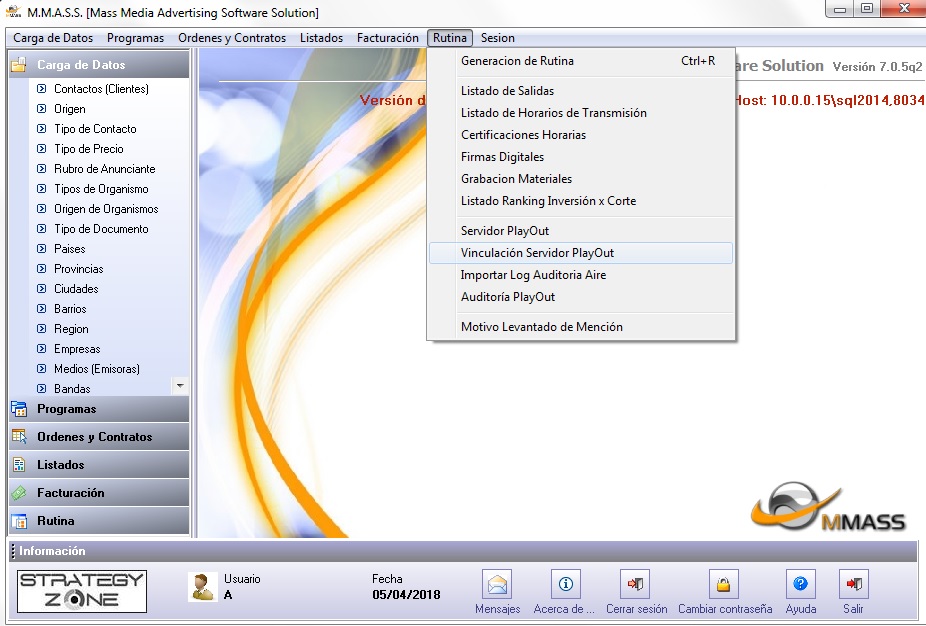 M.M.A.S.S. [Mass Media Advertising Software Solution]
Carga de Datos Programas Ordenes y Contratos Listados Facturación Rutina Sesion
Carga de Datos
Contactos (Clientes)
Origen
Tipo de Contacto
Tipo de Precio
Rubro de Anunciante
Tipos de Organismo
Origen de Organismos
Tipo de Documento
Paises
Provincias
Ciudades
Barrios
Region
Empresas
Medios (Emisoras)
Bandas
Programas
Ordenes y Contratos
Listados
Facturación
Rutina
Generacion de Rutina Ctrl+R
Listado de Salidas
Listado de Horarios de Transmisión
Certificaciones Horarias
Firmas Digitales
Grabacion Materiales
Listado Ranking Inversión x Corte
Servidor PlayOut
Vinculación Servidor PlayOut
Importar Log Auditoria Aire
Auditoría PlayOut
Motivo Levantado de Mención
are Solution Versión 7.0.5q2
Versión d
Host: 10.0.0.15\sql2014,8034
MMASS
Información
STRATEGY
ZONE
Usuario
A
Fecha
05/04/2018
Mensajes
Acerca de ...
Cerrar sesión
Cambiar contraseña
Ayuda
Salir